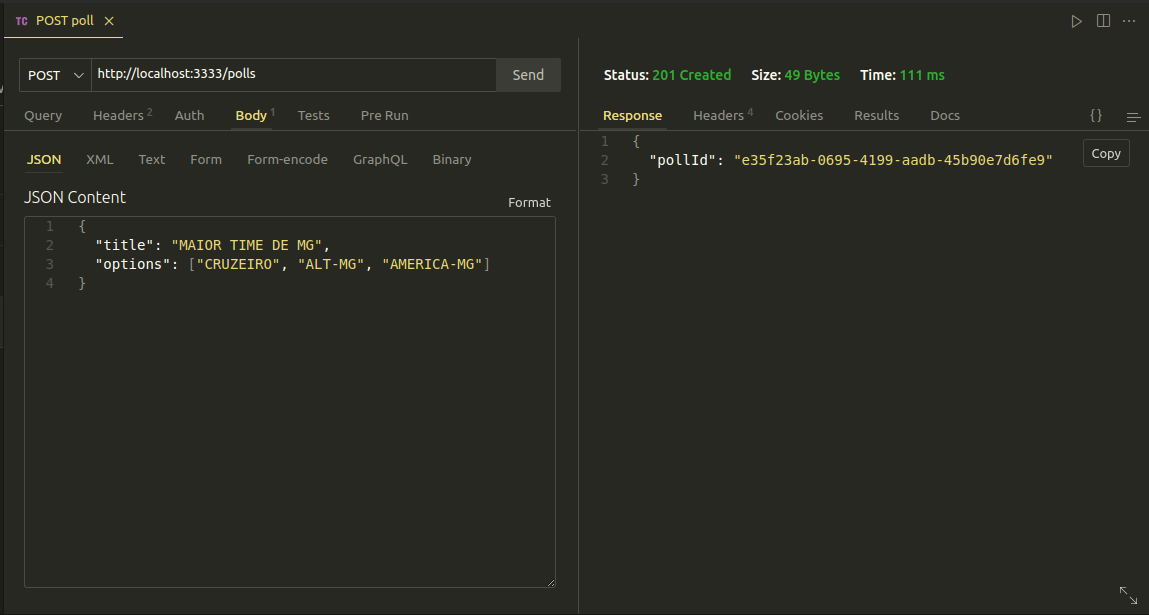 TC POST poll
POST http://localhost:3333/polls Send
Query Headers 2 Auth Body 1 Tests Pre Run
JSON XML Text Form Form-encode GraphQL Binary
JSON Content
Format
1 {
2 "title": "MAIOR TIME DE MG",
3 "options": ["CRUZEIRO", "ALT-MG", "AMERICA-MG"]
4 }
Status: 201 Created Size: 49 Bytes Time: 111 ms
Response Headers 4 Cookies Results Docs {}
1 {
2 "pollId": "e35f23ab-0695-4199-aadb-45b90e7d6fe9"
3 }
Copy